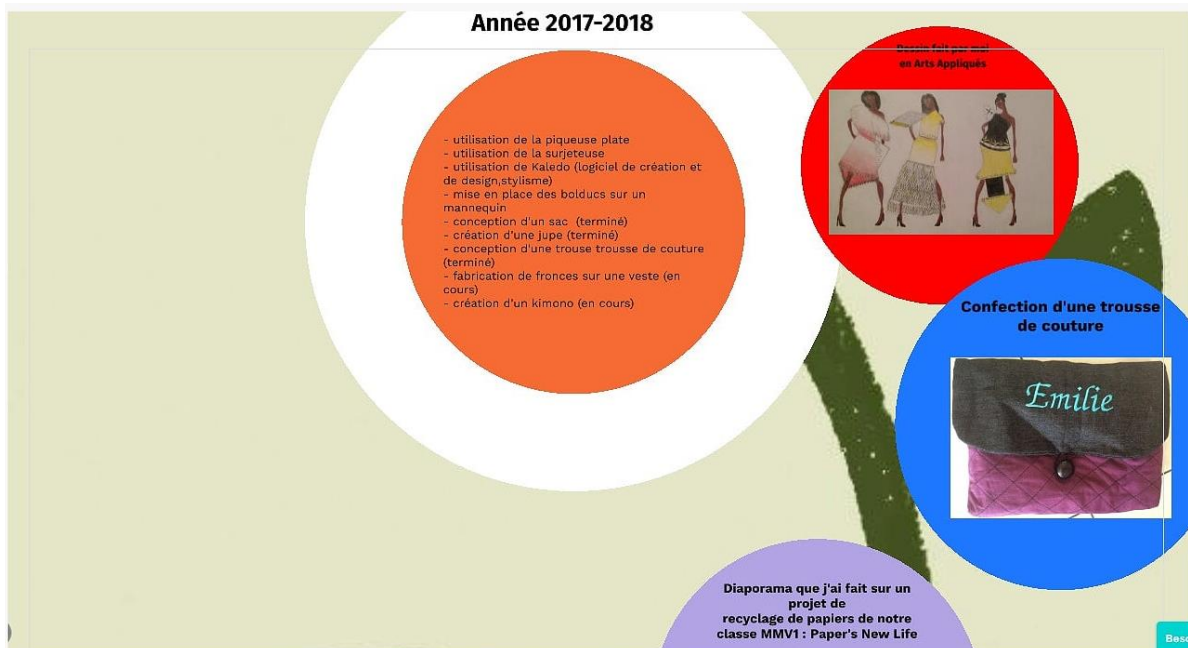 Année 2017-2018
Dessin fait par moi
en Arts Appliqués
- utilisation de la piqueuse plate
- utilisation de la surjeteuse
- utilisation de Kaledo (logiciel de création et
de design,stylisme)
- mise en place des bolducs sur un
mannequin
- conception d'un sac (terminé)
- création d'une jupe (terminé)
- conception d'une trouse trousse de couture
(terminé)
- fabrication de fronces sur une veste (en
cours)
- création d'un kimono (en cours)
Confection d'une trousse
de couture
Emilie
Diaporama que j'ai fait sur un
projet de
recyclage de papiers de notre
classe MMV1 : Paper's New Life